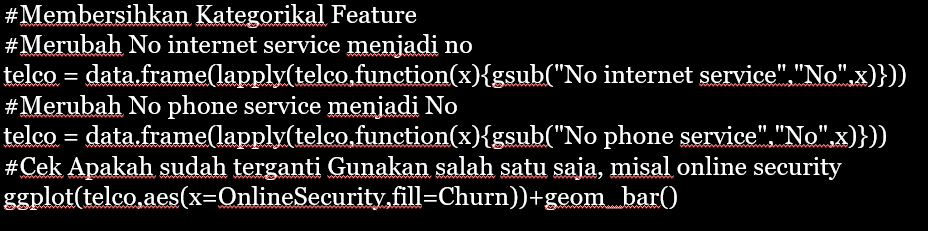 #Membersihkan Kategorikal Feature
#Merubah No internet service menjadi no
telco = data.frame(lapply(telco,function(x){gsub("No internet service","No",x)}))
#Merubah No phone service menjadi No
telco = data.frame(lapply(telco,function(x){gsub("No phone service","No",x)}))
#Cek Apakah sudah terganti Gunakan salah satu saja, misal online security
ggplot(telco,aes(x=OnlineSecurity,fill=Churn))+geom_bar()